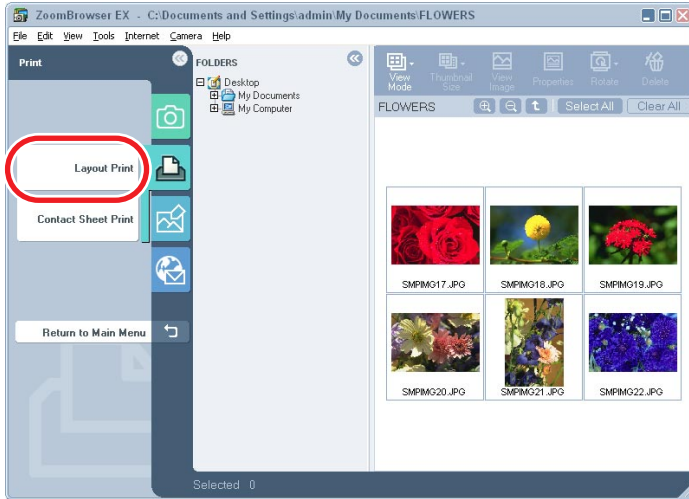 ZoomBrowser EX - C:\Documents and Settings\admin\My Documents\FLOWERS
File Edit View Tools Internet Camera Help
Print
Layout Print
Contact Sheet Print
Return to Main Menu
FOLDERS
Desktop
My Documents
My Computer
View Mode
Thumbnail Size
View Image
Properties
Rotate
Delete
FLOWERS
Select All
Clear All
SMPIMG17.JPG
SMPIMG18.JPG
SMPIMG19.JPG
SMPIMG20.JPG
SMPIMG21.JPG
SMPIMG22.JPG
Selected 0